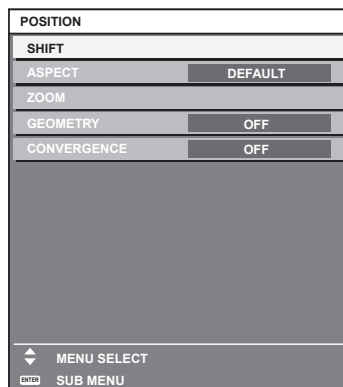 POSITION
SHIFT
ASPECT DEFAULT
ZOOM
GEOMETRY OFF
CONVERGENCE OFF
MENU SELECT
ENTER SUB MENU